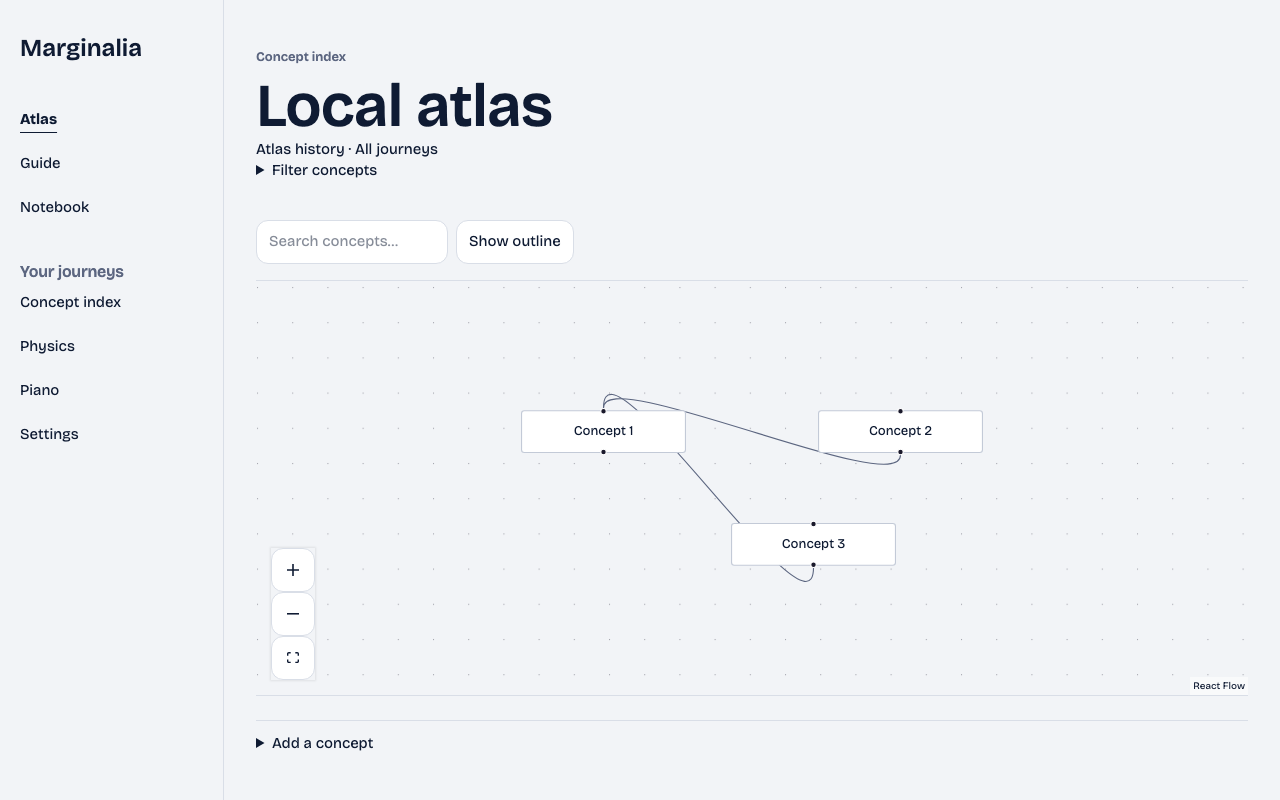 Marginalia
Atlas
Guide
Notebook
Your journeys
Concept index
Physics
Piano
Settings
Concept index
Local atlas
Atlas history · All journeys
Filter concepts
Search concepts...
Show outline
Concept 1
Concept 2
Concept 3
React Flow
Add a concept